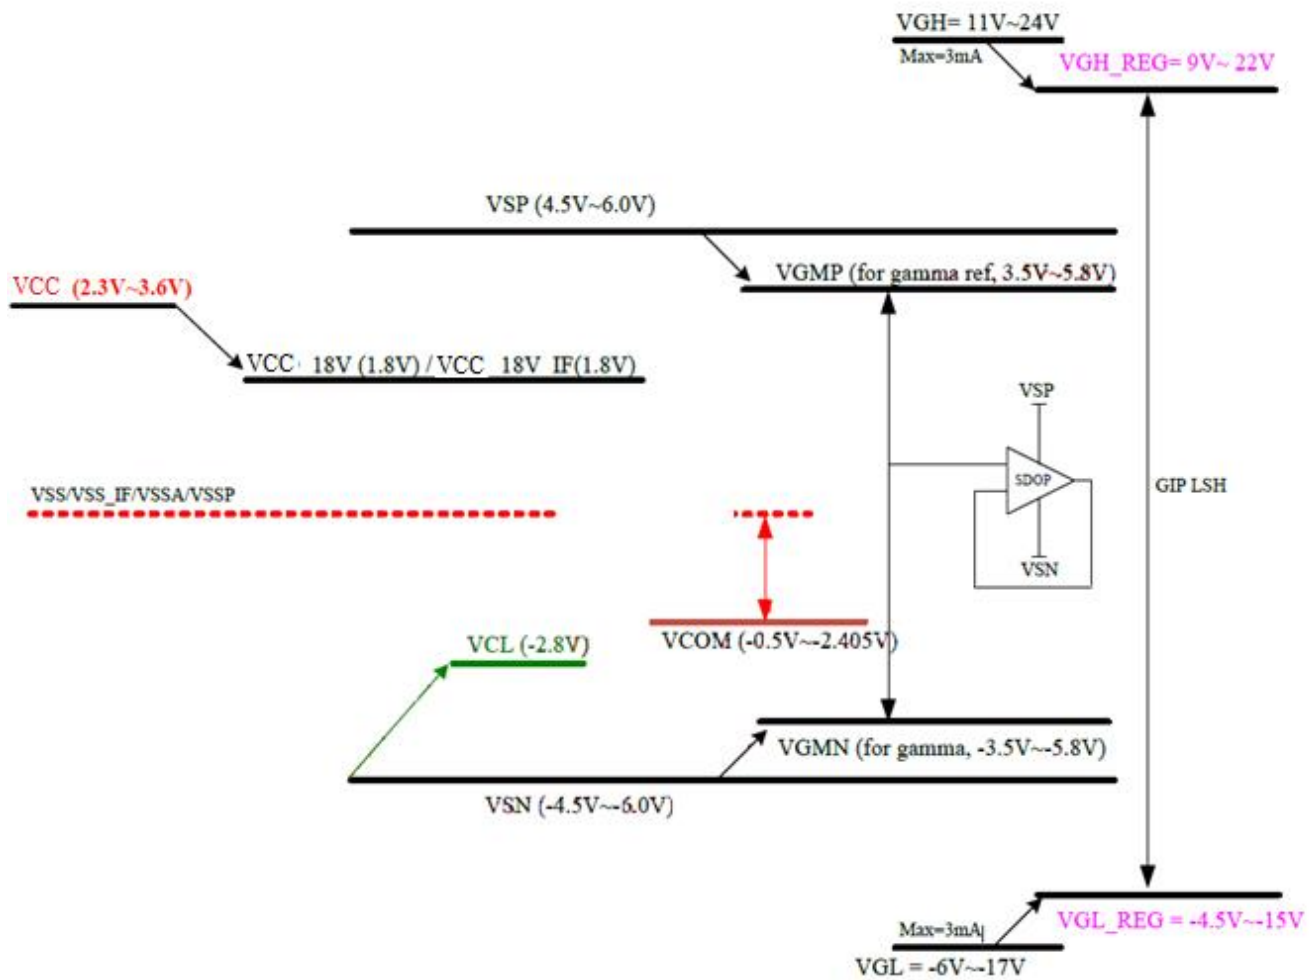 VGH= 11V~24V
Max=3mA
VGH_REG= 9V~ 22V
VSP (4.5V~6.0V)
VGMP (for gamma ref, 3.5V~5.8V)
VCC (2.3V~3.6V)
VCC 18V (1.8V) / VCC_18V IF(1.8V)
VSP
SDOP
VSN
GIP LSH
VSS/VSS_IF/VSSA/VSSP
VCOM (-0.5V~-2.405V)
VCL (-2.8V)
VGMN (for gamma, -3.5V~-5.8V)
VSN (-4.5V~-6.0V)
VGL_REG = -4.5V~-15V
Max=3mA
VGL = -6V~-17V